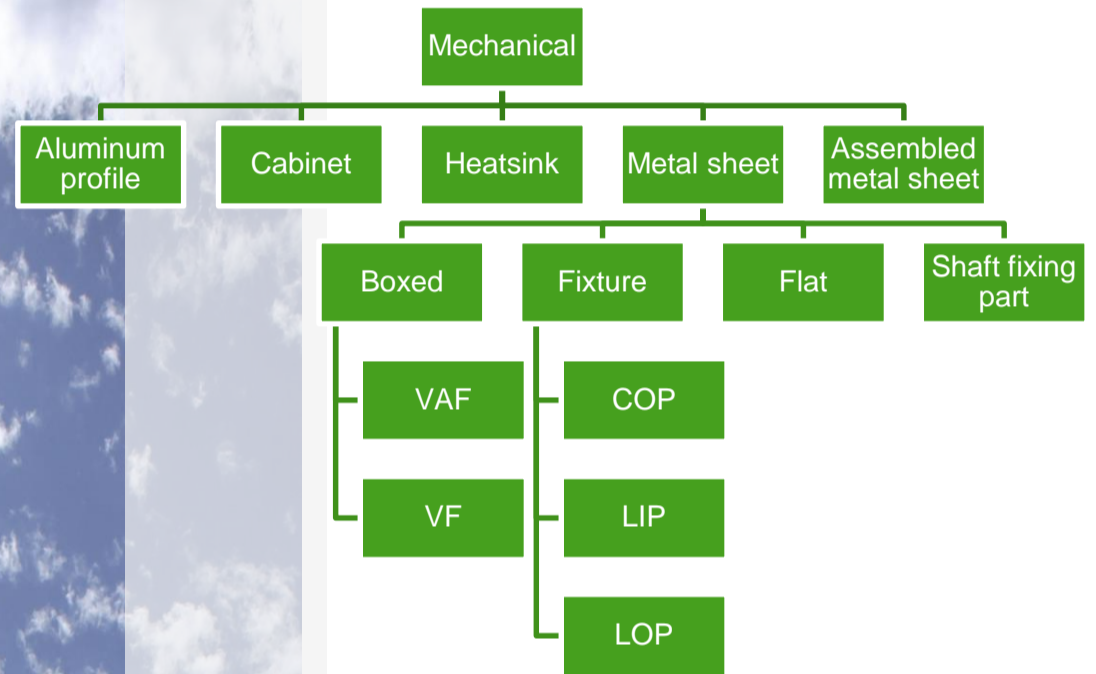 Mechanical
Aluminum
profile
Cabinet
Heatsink
Metal sheet
Assembled
metal sheet
Boxed
Fixture
Flat
Shaft fixing
part
VAF
COP
VF
LIP
LOP